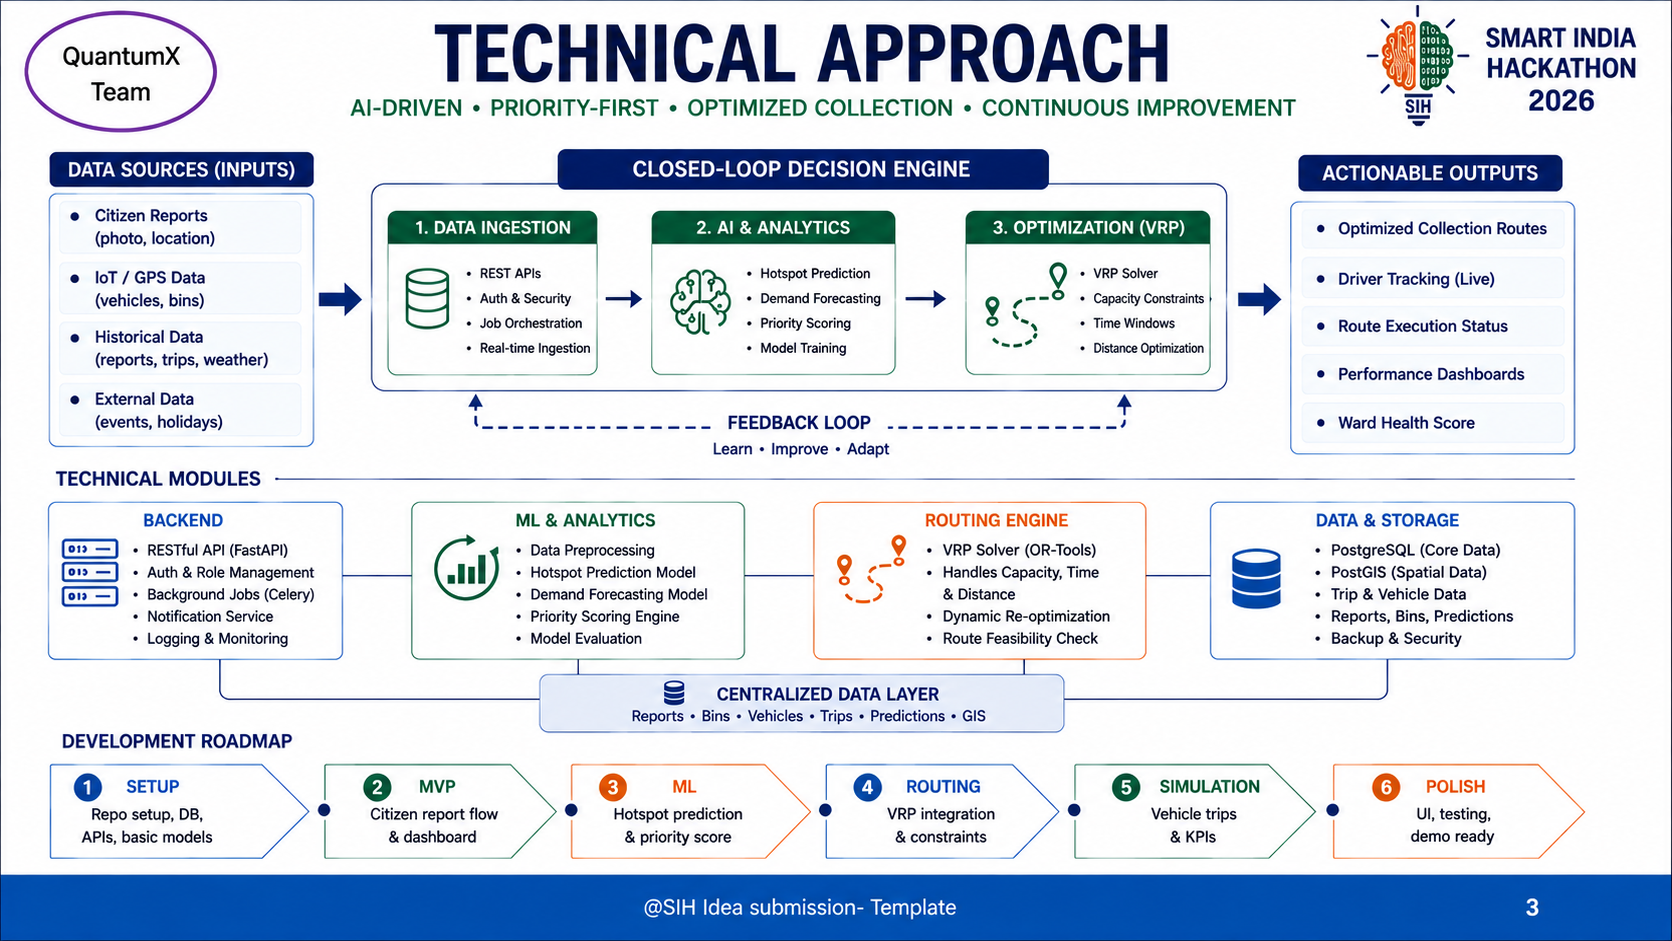 QuantumX
Team
TECHNICAL APPROACH
AI-DRIVEN • PRIORITY-FIRST • OPTIMIZED COLLECTION • CONTINUOUS IMPROVEMENT
SIH
SMART INDIA
HACKATHON
2026
DATA SOURCES (INPUTS)
• Citizen Reports
(photo, location)
• IoT / GPS Data
(vehicles, bins)
• Historical Data
(reports, trips, weather)
• External Data
(events, holidays)
CLOSED-LOOP DECISION ENGINE
1. DATA INGESTION
• REST APIs
• Auth & Security
• Job Orchestration
• Real-time Ingestion
2. AI & ANALYTICS
• Hotspot Prediction
• Demand Forecasting
• Priority Scoring
• Model Training
3. OPTIMIZATION (VRP)
• VRP Solver
• Capacity Constraints
• Time Windows
• Distance Optimization
FEEDBACK LOOP
Learn • Improve • Adapt
ACTIONABLE OUTPUTS
• Optimized Collection Routes
• Driver Tracking (Live)
• Route Execution Status
• Performance Dashboards
• Ward Health Score
TECHNICAL MODULES
BACKEND
• RESTful API (FastAPI)
• Auth & Role Management
• Background Jobs (Celery)
• Notification Service
• Logging & Monitoring
ML & ANALYTICS
• Data Preprocessing
• Hotspot Prediction Model
• Demand Forecasting Model
• Priority Scoring Engine
• Model Evaluation
ROUTING ENGINE
• VRP Solver (OR-Tools)
• Handles Capacity, Time
& Distance
• Dynamic Re-optimization
• Route Feasibility Check
DATA & STORAGE
• PostgreSQL (Core Data)
• PostGIS (Spatial Data)
• Trip & Vehicle Data
• Reports, Bins, Predictions
• Backup & Security
CENTRALIZED DATA LAYER
Reports • Bins • Vehicles • Trips • Predictions • GIS
DEVELOPMENT ROADMAP
1 SETUP
Repo setup, DB,
APIs, basic models
2 MVP
Citizen report flow
& dashboard
3 ML
Hotspot prediction
& priority score
4 ROUTING
VRP integration
& constraints
5 SIMULATION
Vehicle trips
& KPIs
6 POLISH
UI, testing,
demo ready
@SIH Idea submission- Template
3